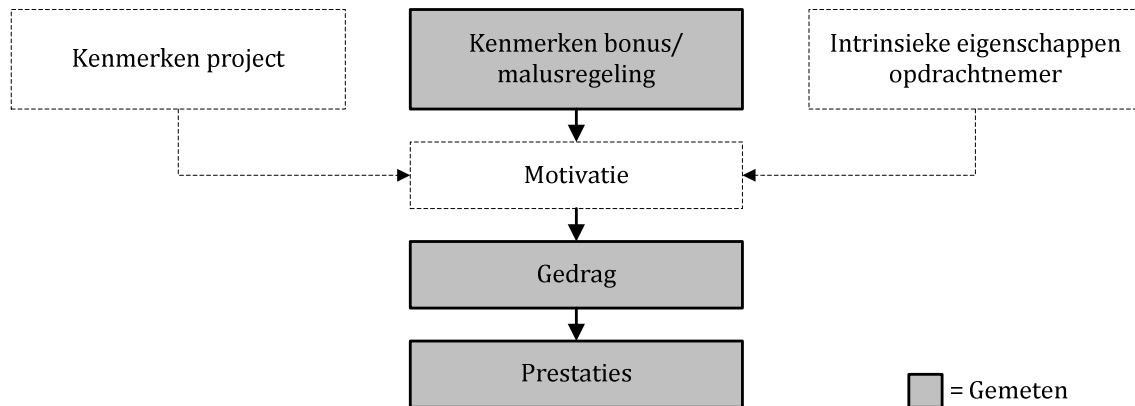 Kenmerken project
Kenmerken bonus/
malusregeling
Intrinsieke eigenschappen
opdrachtnemer
Motivatie
Gedrag
Prestaties
= Gemeten